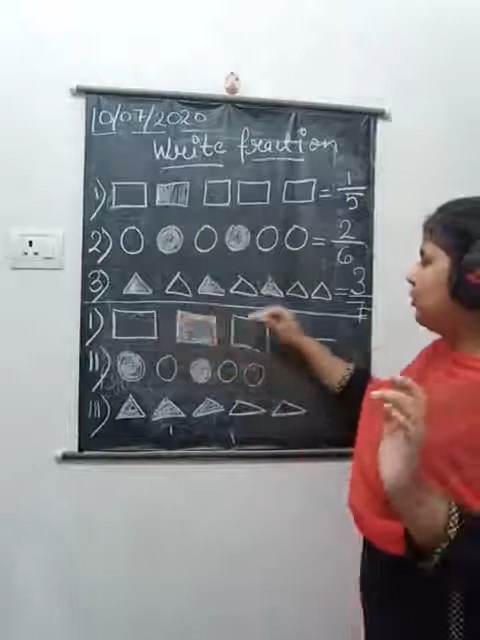 10/07/2020
Write fraction
1) = 1/5
2) = 2/6
3) = 3/7
i)
ii)
iii)